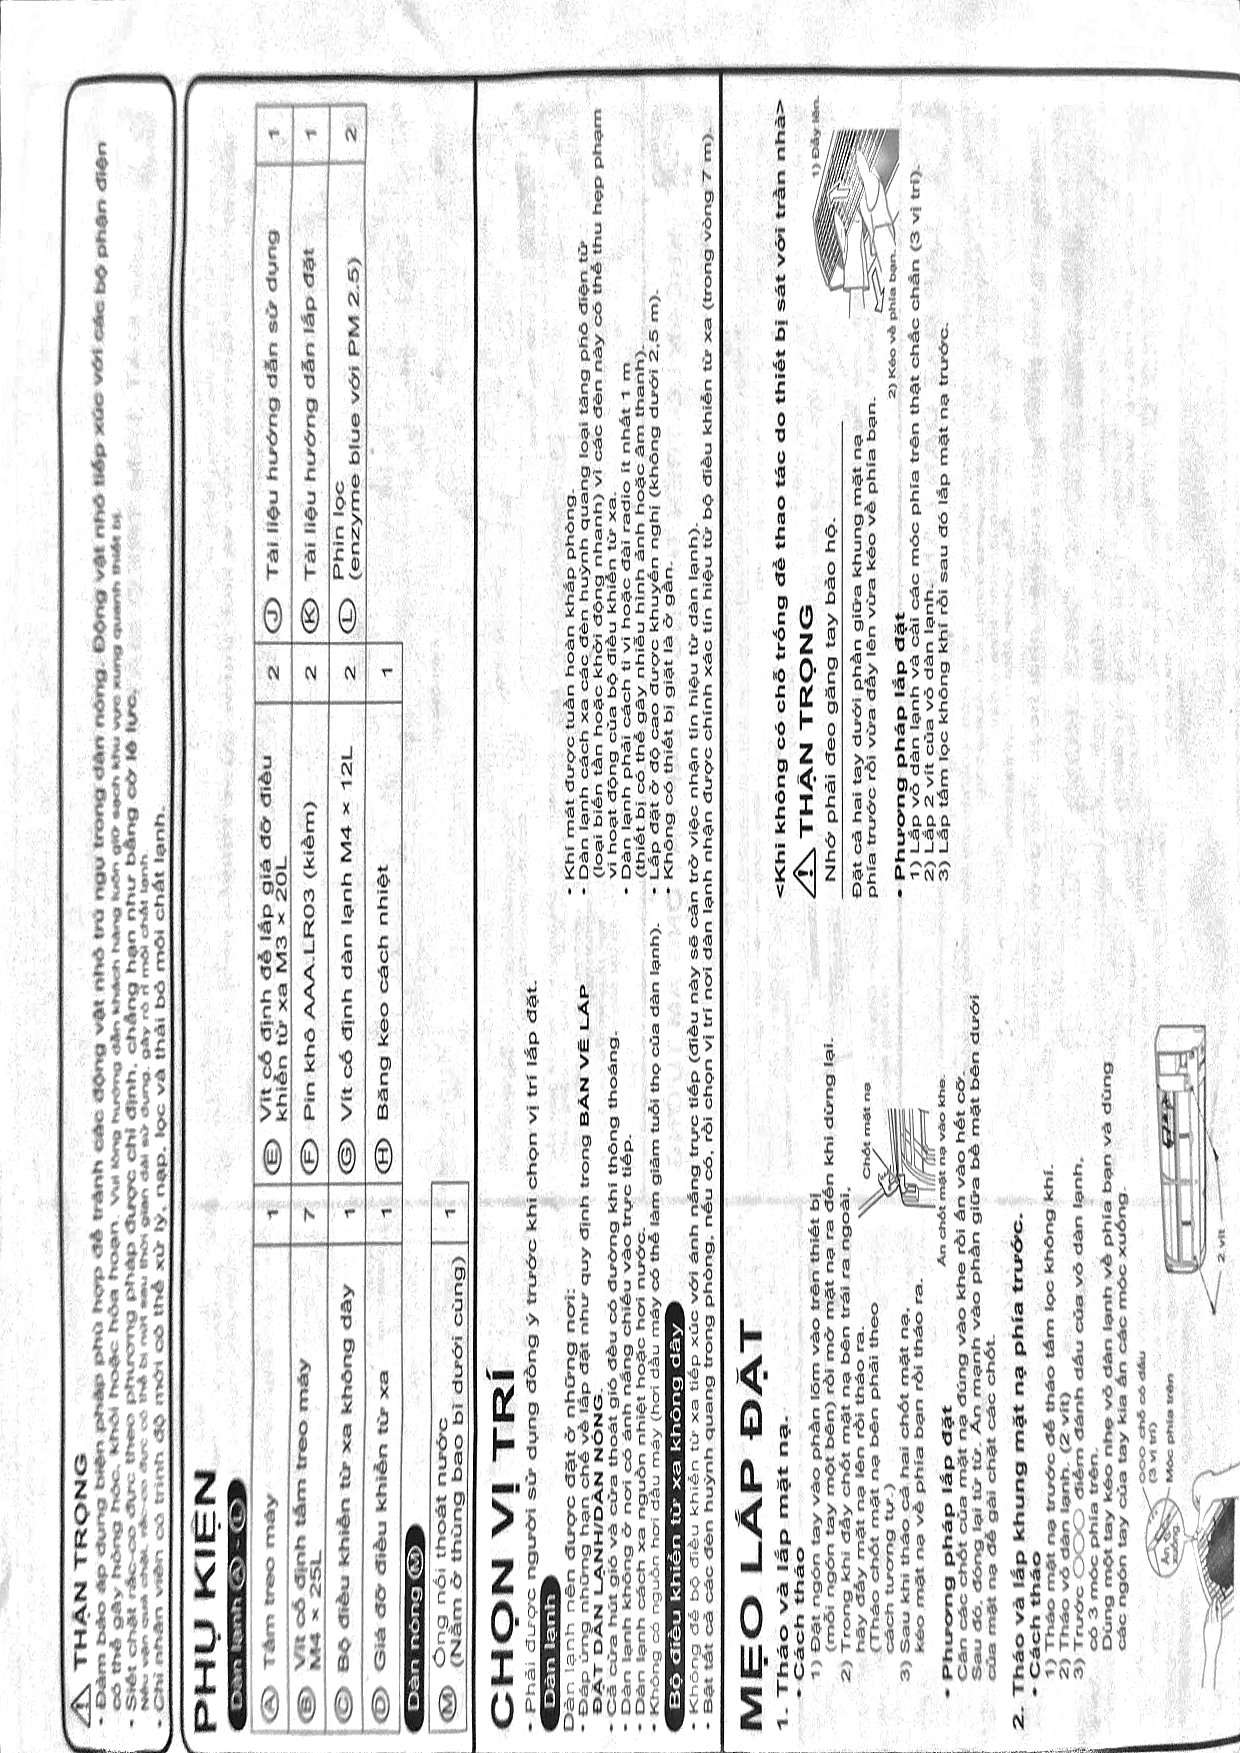 ⚠ THẬN TRỌNG
• Đảm bảo áp dụng biện pháp phù hợp để tránh các động vật nhỏ trú ngụ trong dàn nóng. Động vật nhỏ tiếp xúc với các bộ phận điện
có thể gây hỏng hóc, khói hoặc hỏa hoạn. Vui lòng hướng dẫn khách hàng luôn giữ sạch khu vực xung quanh thiết bị.
• Siết chặt rắc-co đực theo phương pháp được chỉ định, chẳng hạn như bằng cờ lê lực.
Nếu vặn quá chặt, rắc-co đực có thể bị nứt sau thời gian dài sử dụng, gây rò rỉ môi chất lạnh.
• Chỉ nhân viên có trình độ mới có thể xử lý, nạp, lọc và thải bỏ môi chất lạnh.
PHỤ KIỆN
Dàn lạnh Ⓐ - Ⓛ
Ⓐ Tấm treo máy 1
Ⓑ Vít cố định tấm treo máy
M4 × 25L 7
Ⓒ Bộ điều khiển từ xa không dây 1
Ⓓ Giá đỡ điều khiển từ xa 1
Ⓔ Vít cố định để lắp giá đỡ điều
khiển từ xa M3 × 20L 2
Ⓕ Pin khô AAA.LR03 (kiềm) 2
Ⓖ Vít cố định dàn lạnh M4 × 12L 2
Ⓗ Băng keo cách nhiệt 1
Ⓙ Tài liệu hướng dẫn sử dụng 1
Ⓚ Tài liệu hướng dẫn lắp đặt 1
Ⓛ Phin lọc
(enzyme blue với PM 2.5) 2
Dàn nóng Ⓜ
Ⓜ Ống nối thoát nước
(Nằm ở thùng bao bì dưới cùng) 1
CHỌN VỊ TRÍ
• Phải được người sử dụng đồng ý trước khi chọn vị trí lắp đặt.
Dàn lạnh
Dàn lạnh nên được đặt ở những nơi:
• Đáp ứng những hạn chế về lắp đặt như quy định trong BẢN VẼ LẮP
ĐẶT DÀN LẠNH/DÀN NÓNG.
• Cả cửa hút gió và cửa thoát gió đều có đường khí thông thoáng.
• Dàn lạnh không ở nơi có ánh nắng chiếu vào trực tiếp.
• Dàn lạnh cách xa nguồn nhiệt hoặc hơi nước.
• Không có nguồn hơi dầu máy (hơi dầu máy có thể làm giảm tuổi thọ của dàn lạnh).
• Khí mát được tuần hoàn khắp phòng.
• Dàn lạnh cách xa các đèn huỳnh quang loại tăng phô điện tử
(loại biến tần hoặc khởi động nhanh) vì các đèn này có thể thu hẹp phạm
vi hoạt động của bộ điều khiển từ xa.
• Dàn lạnh phải cách ti vi hoặc đài radio ít nhất 1 m
(thiết bị có thể gây nhiễu hình ảnh hoặc âm thanh).
• Lắp đặt ở độ cao được khuyến nghị (không dưới 2,5 m).
• Không có thiết bị giặt là ở gần.
Bộ điều khiển từ xa không dây
• Không để bộ điều khiển từ xa tiếp xúc với ánh nắng trực tiếp (điều này sẽ cản trở việc nhận tín hiệu từ dàn lạnh).
• Bật tất cả các đèn huỳnh quang trong phòng, nếu có, rồi chọn vị trí nơi dàn lạnh nhận được chính xác tín hiệu từ bộ điều khiển từ xa (trong vòng 7 m).
MẸO LẮP ĐẶT
1. Tháo và lắp mặt nạ.
• Cách tháo
1) Đặt ngón tay vào phần lõm vào trên thiết bị
(mỗi ngón tay một bên) rồi mở mặt nạ ra đến khi dừng lại.
2) Trong khi đẩy chốt mặt nạ bên trái ra ngoài,
hãy đẩy mặt nạ lên rồi tháo ra.
(Tháo chốt mặt nạ bên phải theo
cách tương tự.)
3) Sau khi tháo cả hai chốt mặt nạ,
kéo mặt nạ về phía bạn rồi tháo ra.
Chốt mặt nạ
Ấn chốt mặt nạ vào khe.
• Phương pháp lắp đặt
Căn các chốt của mặt nạ đúng vào khe rồi ấn vào hết cỡ.
Sau đó, đóng lại từ từ. Ấn mạnh vào phần giữa bề mặt bên dưới
của mặt nạ để gài chặt các chốt.
2. Tháo và lắp khung mặt nạ phía trước.
• Cách tháo
1) Tháo mặt nạ trước để tháo tấm lọc không khí.
2) Tháo vỏ dàn lạnh. (2 vít)
3) Trước ○○○ điểm đánh dấu của vỏ dàn lạnh,
có 3 móc phía trên.
Dùng một tay kéo nhẹ vỏ dàn lạnh về phía bạn và dùng
các ngón tay của tay kia ấn các móc xuống.
○○○ chỗ có dấu
(3 vị trí)
Móc phía trên
Ấn
xuống.
2 vít
<Khi không có chỗ trống để thao tác do thiết bị sát với trần nhà>
⚠ THẬN TRỌNG
Nhớ phải đeo găng tay bảo hộ.
Đặt cả hai tay dưới phần giữa khung mặt nạ
phía trước rồi vừa đẩy lên vừa kéo về phía bạn.
1) Đẩy lên.
2) Kéo về phía bạn.
• Phương pháp lắp đặt
1) Lắp vỏ dàn lạnh và cài các móc phía trên thật chắc chắn (3 vị trí).
2) Lắp 2 vít của vỏ dàn lạnh.
3) Lắp tấm lọc không khí rồi sau đó lắp mặt nạ trước.